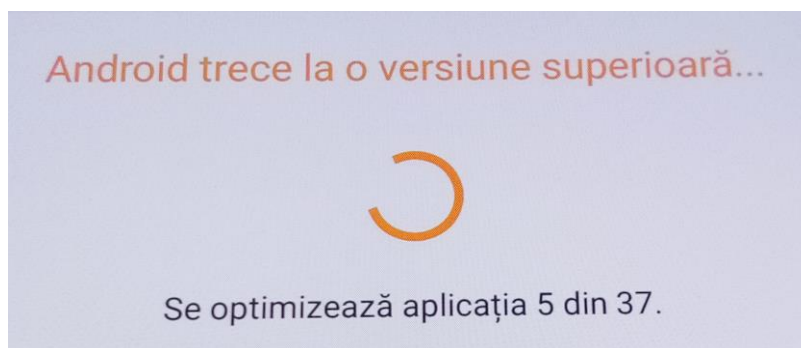 Android trece la o versiune superioară...
Se optimizează aplicația 5 din 37.